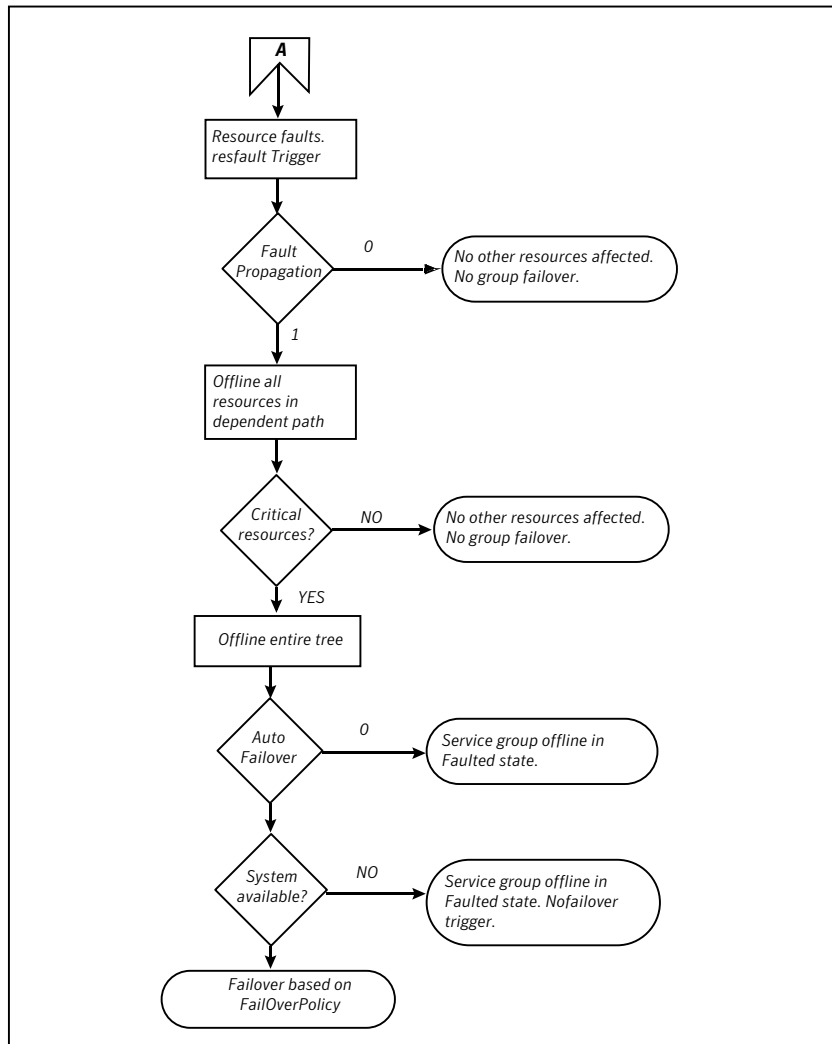 A
Resource faults.
resfault Trigger
Fault
Propagation
0
No other resources affected.
No group failover.
1
Offline all
resources in
dependent path
Critical
resources?
NO
No other resources affected.
No group failover.
YES
Offline entire tree
Auto
Failover
0
Service group offline in
Faulted state.
System
available?
NO
Service group offline in
Faulted state. Nofailover
trigger.
Failover based on
FailOverPolicy